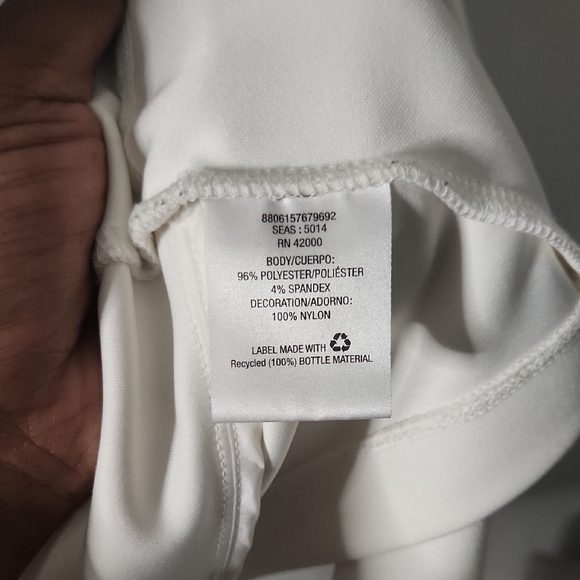 8806157679692
SEAS : 5014
RN 42000
BODY/CUERPO:
96% POLYESTER/POLIÉSTER
4% SPANDEX
DECORATION/ADORNO:
100% NYLON
LABEL MADE WITH
Recycled (100%) BOTTLE MATERIAL